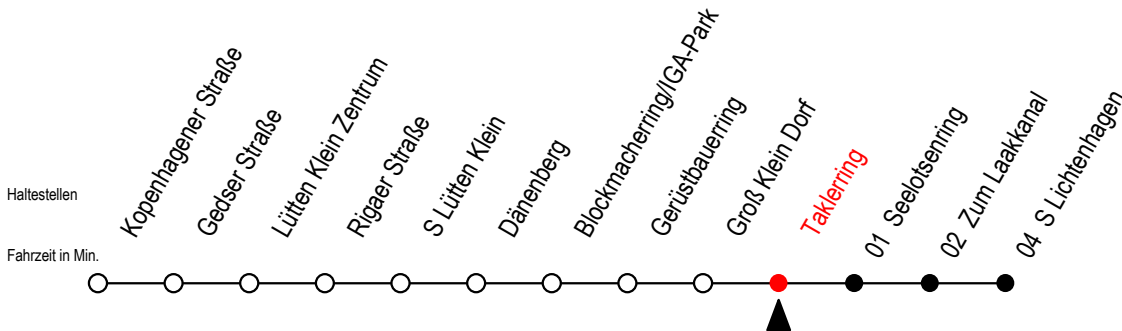 Haltestellen
Fahrzeit in Min.
Kopenhagener Straße
Gedser Straße
Lütten Klein Zentrum
Rigaer Straße
S Lütten Klein
Dänenberg
Blockmacherring/IGA-Park
Gerüstbauerring
Groß Klein Dorf
Taklerring
01 Seelotsenring
02 Zum Laakkanal
04 S Lichtenhagen